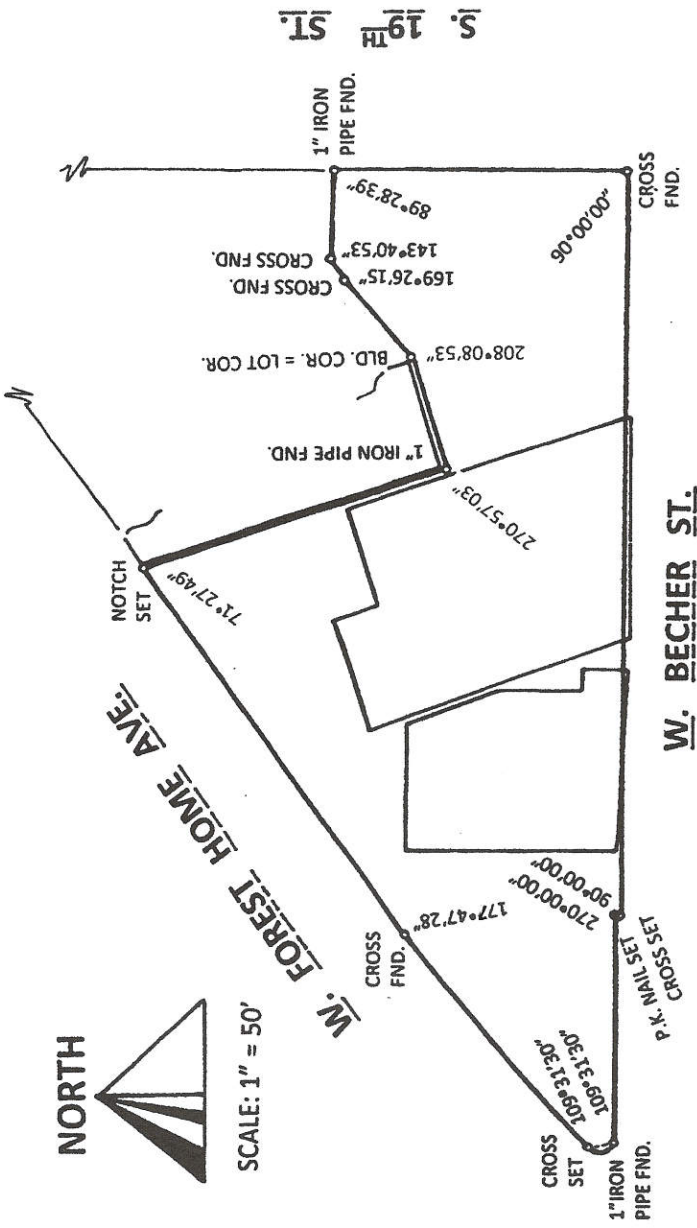 NORTH
SCALE: 1" = 50'
W. FOREST HOME AVE.
S. 19TH ST.
W. BECHER ST.
NOTCH
SET
71°27'49"
1" IRON PIPE FND.
270°57'03"
BLD. COR. = LOT COR.
208°08'53"
CROSS FND.
169°26'15"
CROSS FND.
143°40'53"
1" IRON
PIPE FND.
89°28'39"
CROSS
FND.
90°00'00"
CROSS
FND.
177°47'28"
CROSS
SET
109°31'30"
109°31'30"
1"IRON
PIPE FND.
270°00'00"
90°00'00"
P.K. NAIL SET
CROSS SET